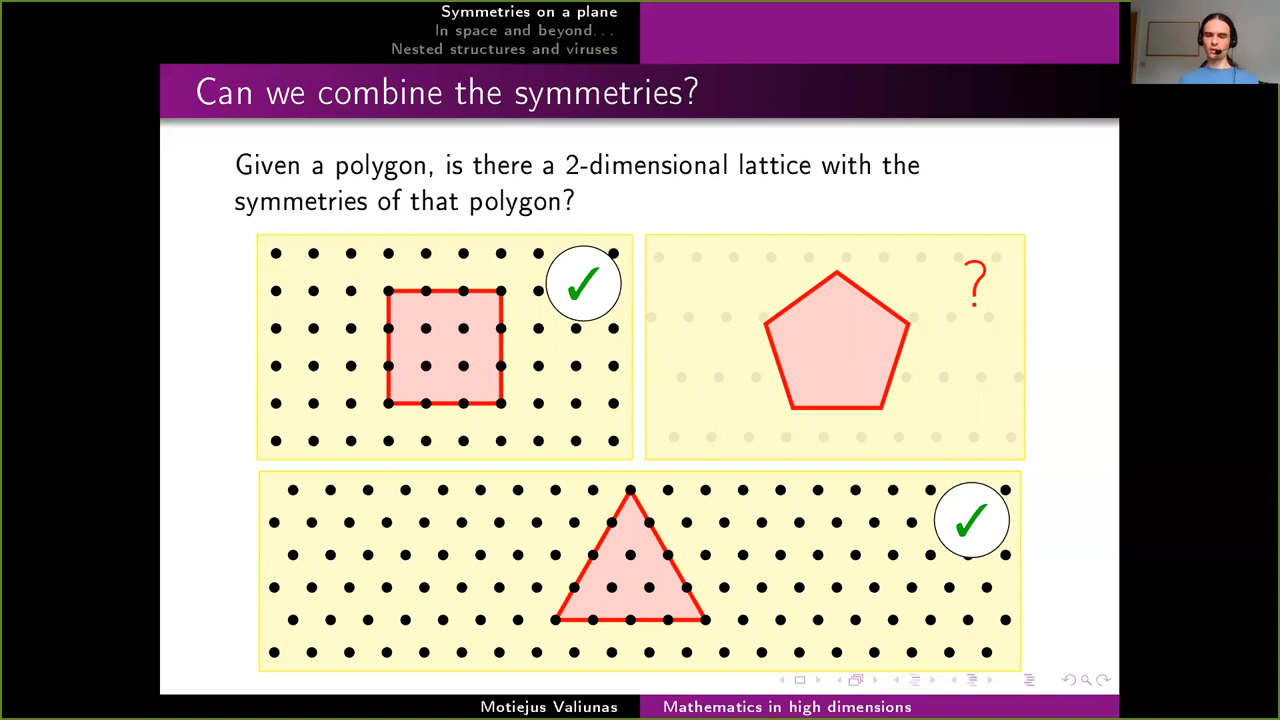 Symmetries on a plane
In space and beyond...
Nested structures and viruses
Can we combine the symmetries?
Given a polygon, is there a 2-dimensional lattice with the
symmetries of that polygon?
✓
?
✓
Motiejus Valiunas
Mathematics in high dimensions